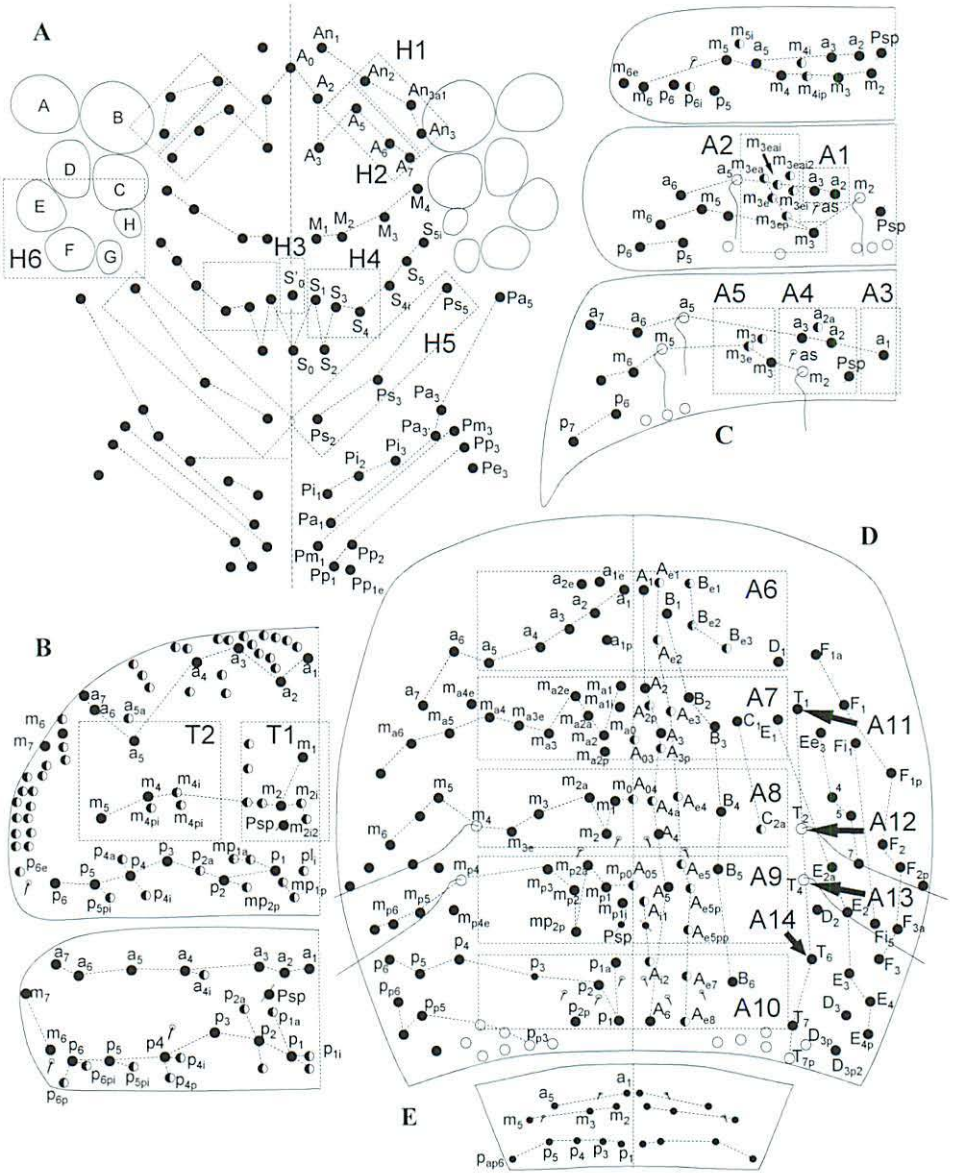 A
An₁
A₀
H1
An₂
A₂
An₃ₐ₁
A₅
An₃
A₆
A₃
A₇
H2
M₄
M₁
M₂
M₃
S₅ᵢ
H3
H4
S'₀
S₁
S₃
S₅
S₄ᵢ
S₄
Ps₅
Pa₅
S₀
S₂
H5
Ps₃
Pa₃
Ps₂
Pa₃'
Pm₃
Pp₃
Pi₃
Pi₂
Pe₃
Pi₁
Pa₁
Pm₁
Pp₂
Pp₁
Pp₁ₑ
A
B
D
C
E
H
F
G
H6
m₅ᵢ
m₅
a₅
m₄ᵢ
a₃
a₂
Psp
m₆ₑ
m₆
p₆
p₆ᵢ
p₅
m₄
m₄ᵢₚ
m₃
m₂
A2
m₃ₑₐᵢ
m₃ₑₐ
m₃ₑₐᵢ₂
A1
a₅
a₃
a₂
m₂
a₆
m₃ₑ
m₃ₑᵢ
as
m₅
m₆
m₃ₑₚ
m₃
Psp
p₆
p₅
A5
A4
A3
a₇
a₆
a₅
a₂ₐ
a₃
a₂
a₁
m₅
m₃
m₃ₑ
m₃
as
m₂
Psp
m₆
p₇
p₆
C
B
a₃
a₁
a₄
a₂
a₇
a₆
a₅ₐ
a₅
m₆
m₇
T2
T1
m₁
m₄
m₄ᵢ
m₂
m₂ᵢ
m₅
m₄ₚᵢ
m₄ₚᵢ
Psp
m₂ᵢ₂
p₆ₑ
p₄ₐ
p₄
p₃
p₂ₐ
mp₁ₐ
p₁
pl ᵢ
p₆
p₅
p₅ₚᵢ
p₄ᵢ
p₂
mp₂ₚ
mp₁ₚ
a₇
a₆
a₅
a₄
a₄ᵢ
a₃
a₂
a₁
m₇
Psp
p₂ₐ
p₁ₐ
m₆
p₆
p₅
p4
p₃
p₂
p₁
p₁ᵢ
p₆ₚᵢ
p₅ₚᵢ
p₄ᵢ
p₄ₚ
p₆ₚ
D
a₂ₑ
a₁ₑ
A₁
Aₑ₁
Bₑ₁
A6
a₂
a₁
B₁
a₃
Bₑ₂
a₄
a₆
a₅
a₁ₚ
Aₑ₂
Bₑ₃
D₁
F₁ₐ
a₇
mₐ₄ₑ
mₐ₂ₑ
mₐ₁
A₂
B₂
A7
T₁
F₁
A11
mₐ₄
mₐ₃ₑ
mₐ₁ᵢ
A₂ₚ
Aₑ₃
C₁
E₁
mₐ₅
mₐ₂ₐ
mₐ₀
A₃
B₃
Ee₃
Fi₁
mₐ₆
mₐ₃
mₐ₂
mₐ₂ₚ
A₀₃
A₃ₚ
F₁ₚ
m₅
m₂ₐ
m₀
A₀₄
Aₑ₄
A8
4
m₃
m₁
A₄ₐ
B₄
5
m₄
m₆
m₃ₑ
m₂
A₄
C₂ₐ
T₂
A12
F₂
7
mₚ₄
mₚ₂ₐ
mₚ₀
A₀₅
Aₑ₅
B₅
A9
T₄
E₂ₐ
F₂ₚ
A13
mₚ₃
mₚ₂
mₚ₁
A₅
mₚ₅
mₚ₆
mₚ₄ₑ
mp₂ₚ
mₚ₁ᵢ
Aᵢ₁
Aₑ₅ₚ
Psp
Aₑ₅ₚₚ
A14
D₂
E₂
Fi₅
F₃ₐ
p₄
p₆
p₅
p₃
p₁ₐ
p₂
Aᵢ₂
Aₑ₇
B₆
T₆
E₃
F₃
pₚ₆
pₚ₅
p₂ₚ
p₁
A₆
Aₑ₈
A10
D₃
E₄
pₚ₃
T₇
D₃ₚ
E₄ₚ
T₇ₚ
D₃ₚ₂
E
a₁
a₅
m₅
m₃
m₂
p₅
p₄
p₃
p₁
pₐₚ₆